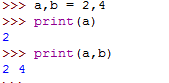 >>> a,b = 2,4
>>> print(a)
2
>>> print(a,b)
2 4